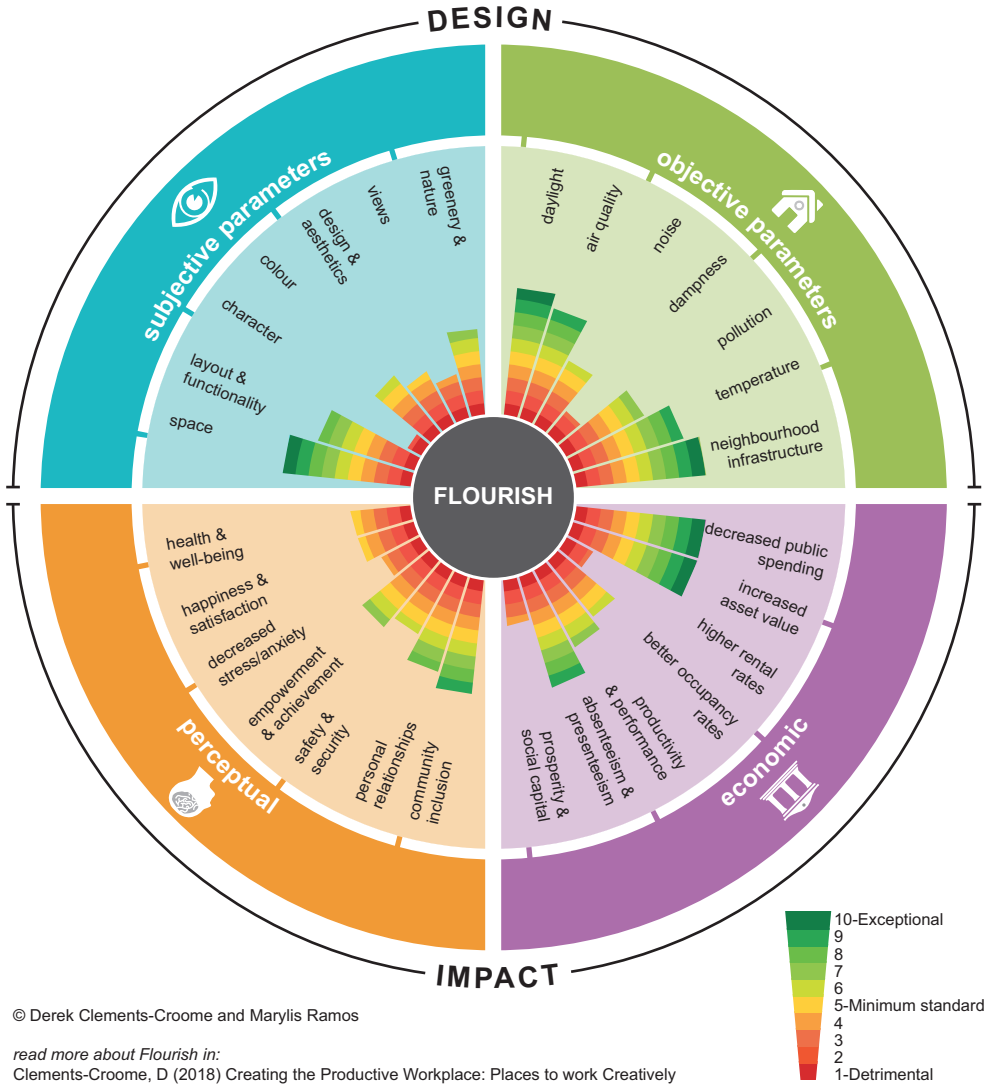 DESIGN
subjective parameters
objective parameters
greenery &
nature
views
design &
aesthetics
colour
character
layout &
functionality
space
daylight
air quality
noise
dampness
pollution
temperature
neighbourhood
infrastructure
FLOURISH
health &
well-being
happiness &
satisfaction
decreased
stress/anxiety
empowerment
& achievement
safety &
security
personal
relationships
community
inclusion
decreased public
spending
increased
asset value
higher rental
rates
better occupancy
rates
productivity
& performance
absenteeism &
presenteeism
prosperity &
social capital
perceptual
economic
IMPACT
10-Exceptional
9
8
7
6
5-Minimum standard
4
3
2
1-Detrimental
© Derek Clements-Croome and Marylis Ramos
read more about Flourish in:
Clements-Croome, D (2018) Creating the Productive Workplace: Places to work Creatively